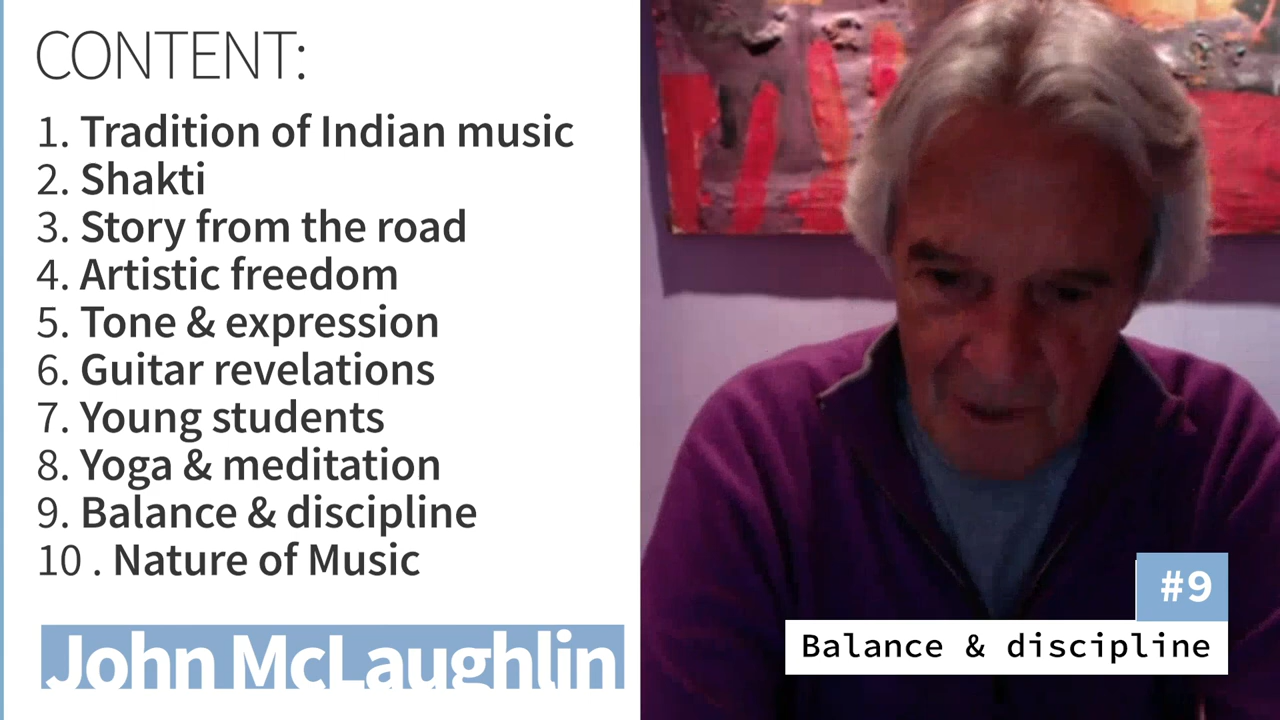 CONTENT:
1. Tradition of Indian music
2. Shakti
3. Story from the road
4. Artistic freedom
5. Tone & expression
6. Guitar revelations
7. Young students
8. Yoga & meditation
9. Balance & discipline
10 . Nature of Music
John McLaughlin
#9
Balance & discipline